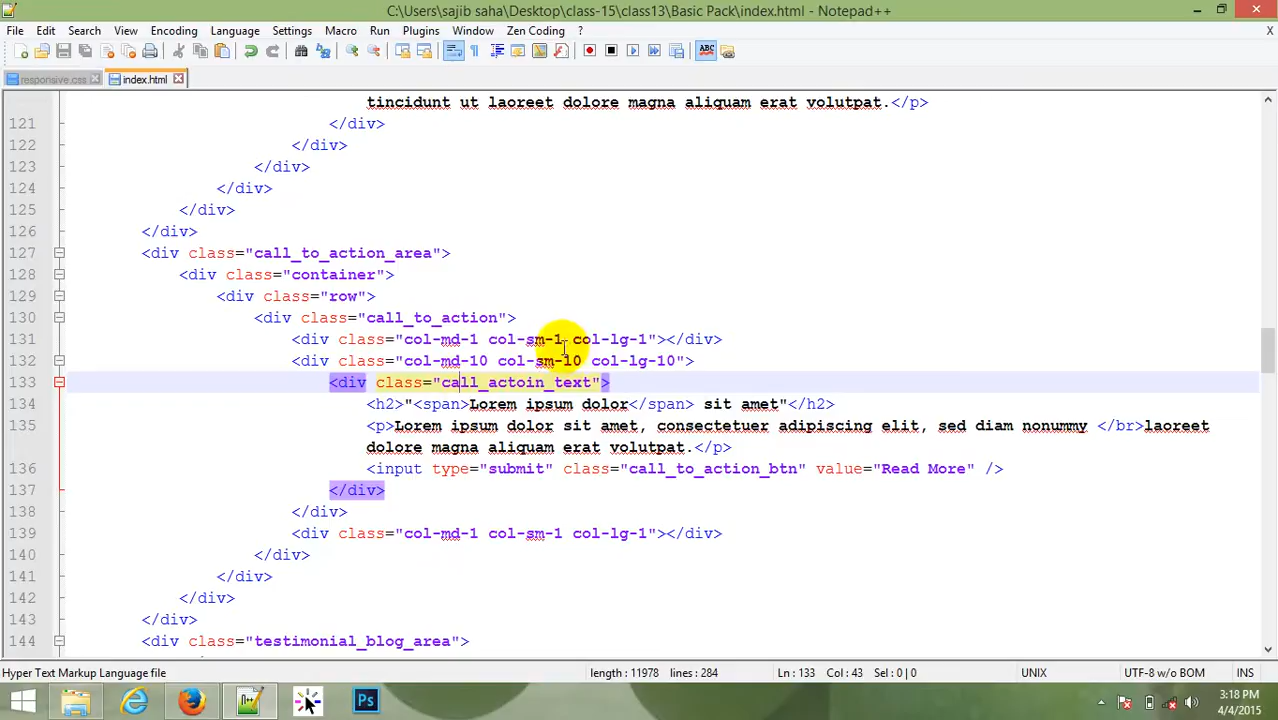 C:\Users\sajib saha\Desktop\class-15\class13\Basic Pack\index.html - Notepad++
File Edit Search View Encoding Language Settings Macro Run Plugins Window Zen Coding ? X
ABC
responsive.css index.html
tincidunt ut laoreet dolore magna aliquam erat volutpat.</p>
121 </div>
122 </div>
123 </div>
124 </div>
125 </div>
126 </div>
127 <div class="call_to_action_area">
128 <div class="container">
129 <div class="row">
130 <div class="call_to_action">
131 <div class="col-md-1 col-sm-1 col-lg-1"></div>
132 <div class="col-md-10 col-sm-10 col-lg-10">
133 <div class="call_actoin_text">
134 <h2>"<span>Lorem ipsum dolor</span> sit amet"</h2>
135 <p>Lorem ipsum dolor sit amet, consectetuer adipiscing elit, sed diam nonummy </br>laoreet
dolore magna aliquam erat volutpat.</p>
136 <input type="submit" class="call_to_action_btn" value="Read More" />
137 </div>
138 </div>
139 <div class="col-md-1 col-sm-1 col-lg-1"></div>
140 </div>
141 </div>
142 </div>
143 </div>
144 <div class="testimonial_blog_area">
Hyper Text Markup Language file length : 11978 lines : 284 Ln : 133 Col : 43 Sel : 0 | 0 UNIX UTF-8 w/o BOM INS
Ps
3:18 PM
4/4/2015